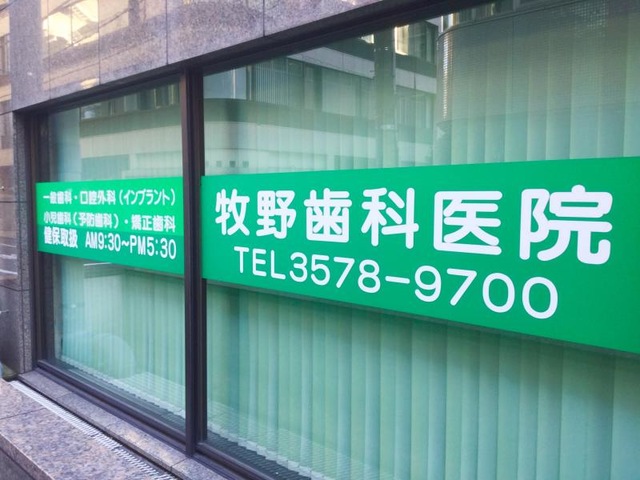 一般歯科・口腔外科(インプラント)
小児歯科(予防歯科)・矯正歯科
健保取扱 AM9:30~PM5:30
牧野歯科医院
TEL3578-9700